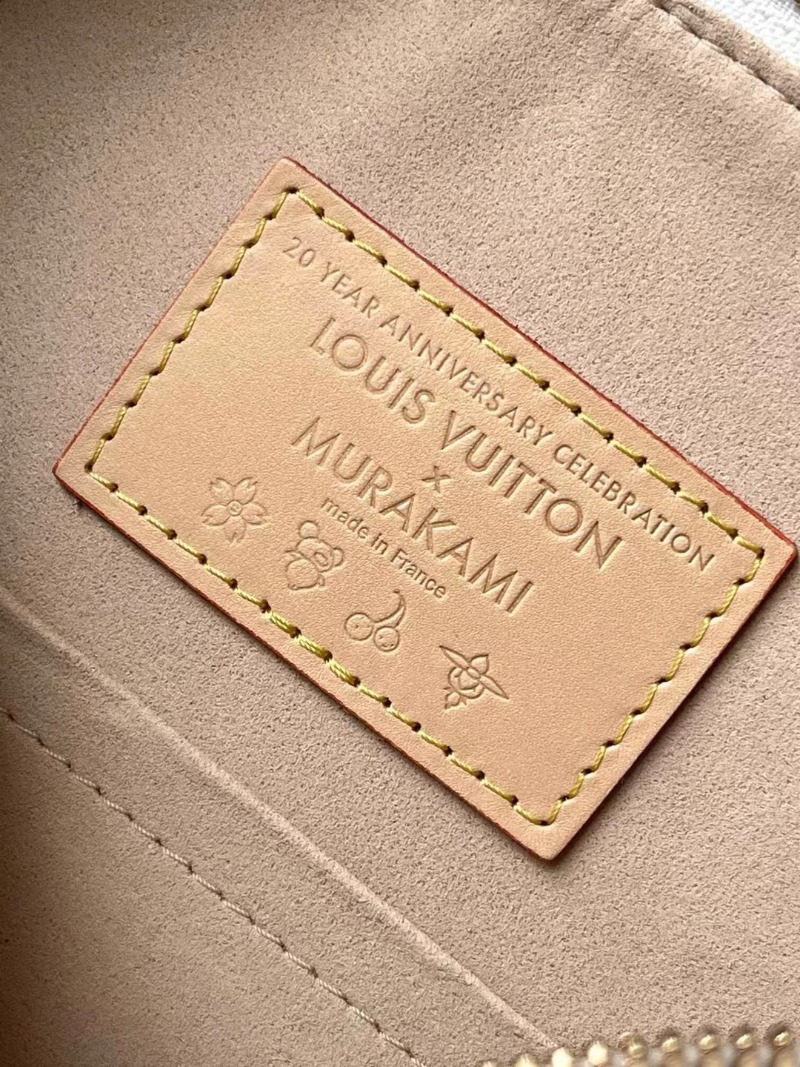 20 YEAR ANNIVERSARY CELEBRATION
LOUIS VUITTON
x
MURAKAMI
made in France